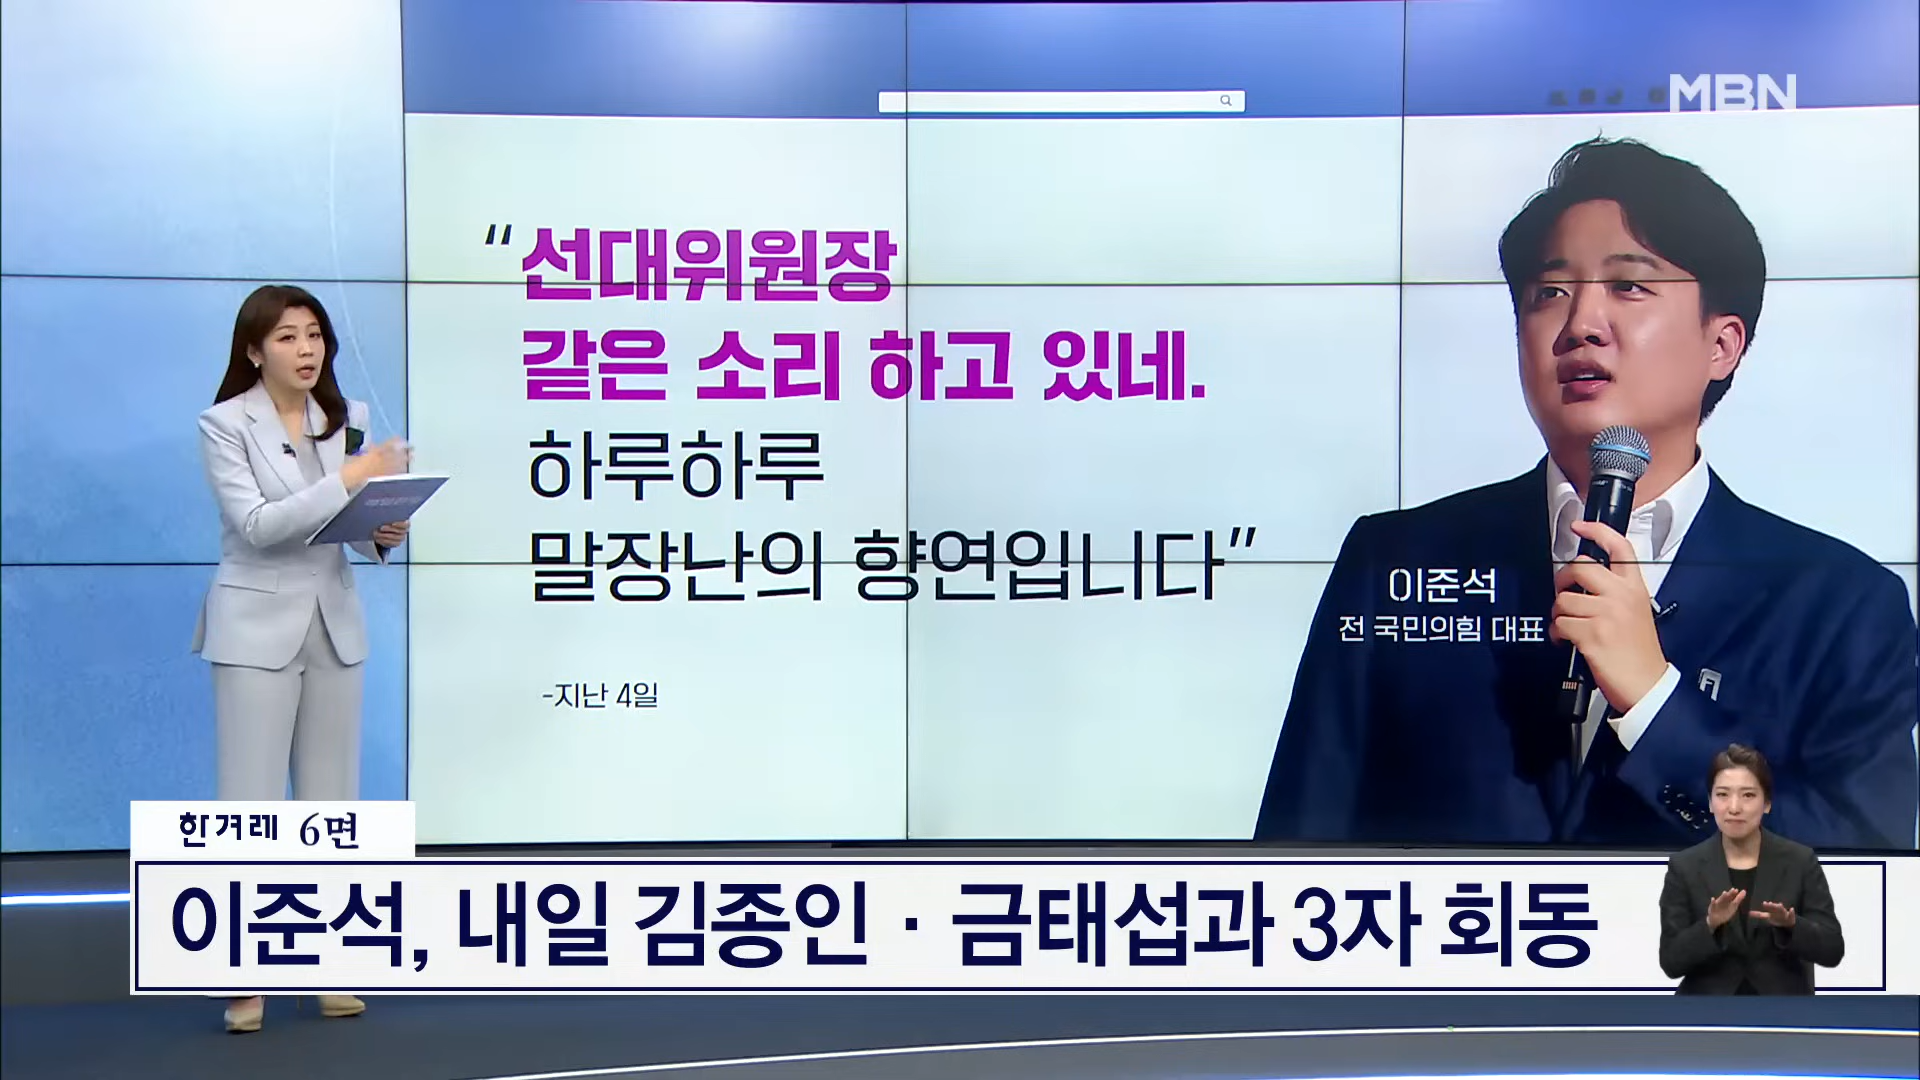 MBN
“선대위원장
같은 소리 하고 있네.
하루하루
말장난의 향연입니다”
-지난 4일
이준석
전 국민의힘 대표
한겨레 6면
이준석, 내일 김종인·금태섭과 3자 회동